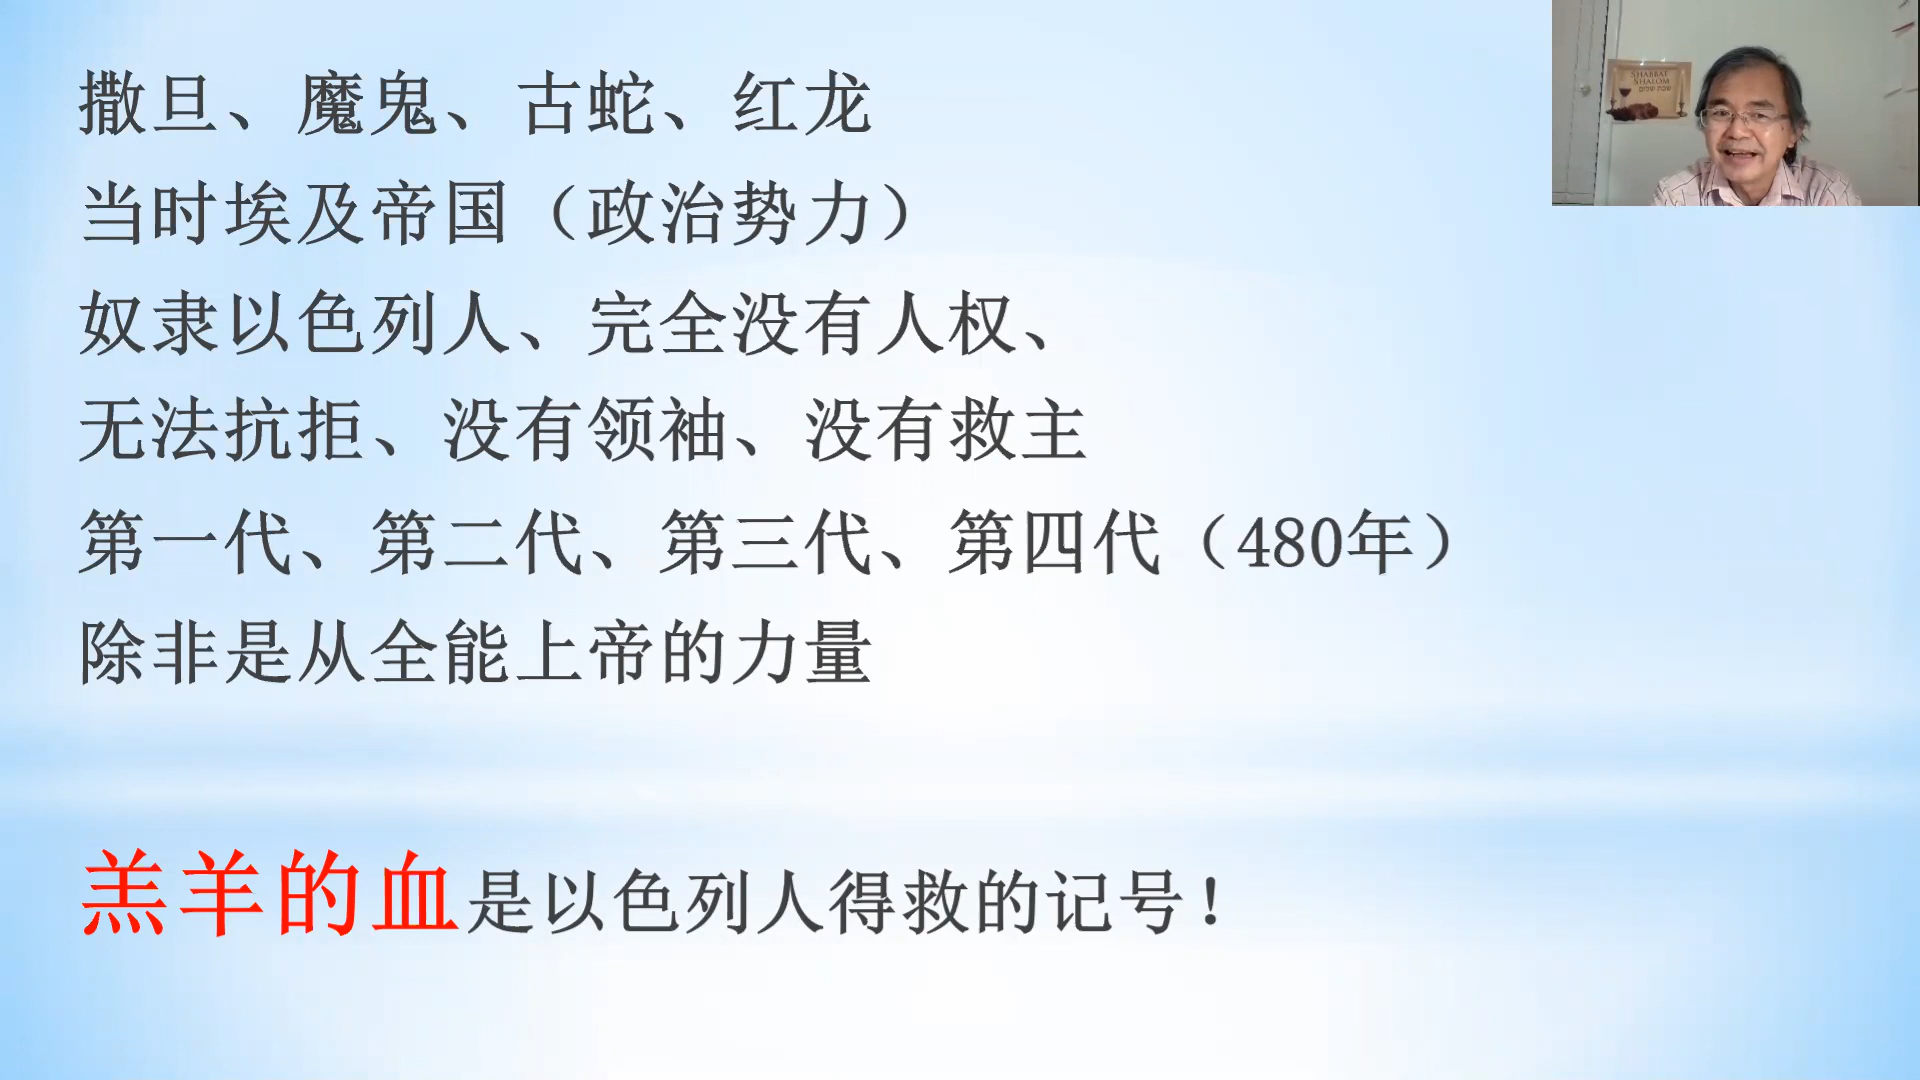 撒旦、魔鬼、古蛇、红龙
当时埃及帝国（政治势力）
奴隶以色列人、完全没有人权、
无法抗拒、没有领袖、没有救主
第一代、第二代、第三代、第四代（480年）
除非是从全能上帝的力量
羔羊的血是以色列人得救的记号！
SHABBAT
SHALOM
שבת שלום